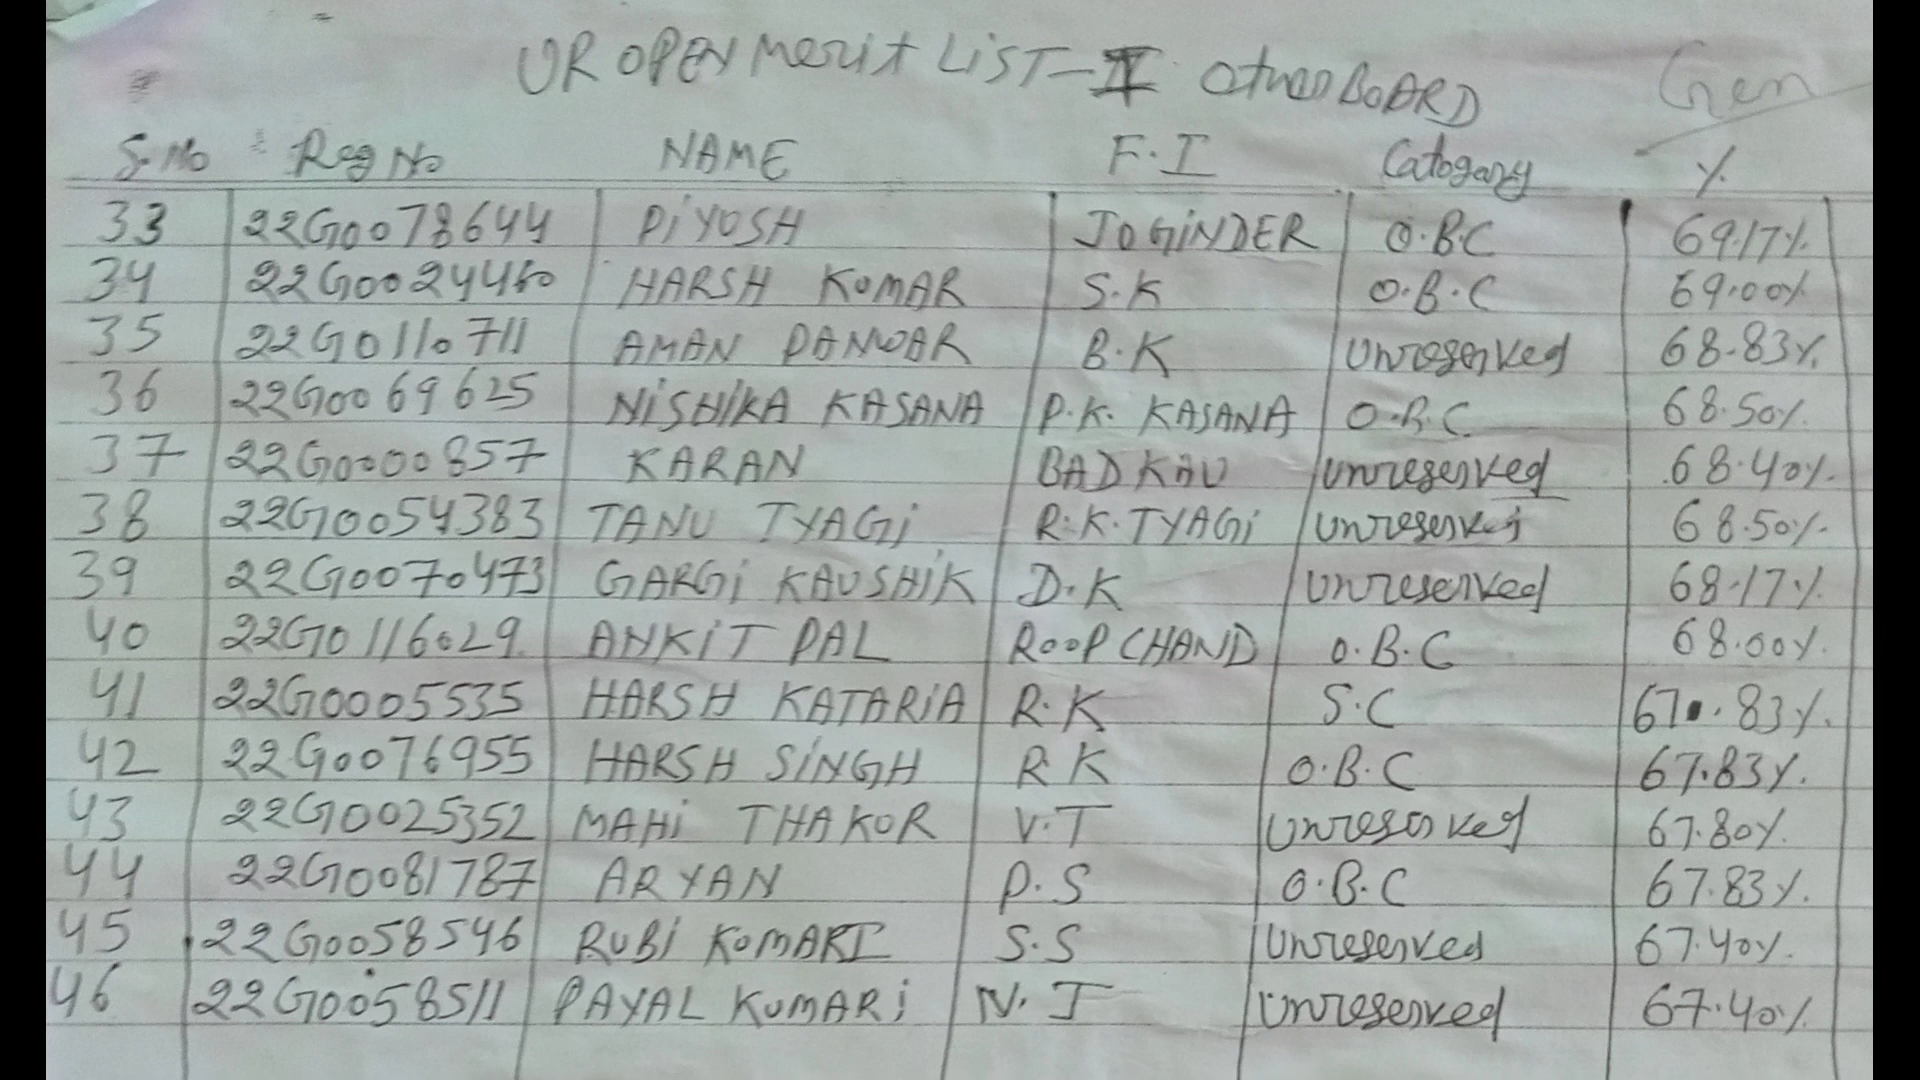 UR OPEN Merit LiST-II Other BOARD Gen
S.No Reg No NAME F.I Catogary %
33 22G0078644 PiYUSH JOGiNDER O.B.C 69.17%
34 22G0024460 HARSH KUMAR S.K O.B.C 69.00%
35 22G0110711 AMAN PANWAR B.K Unreserved 68.83%
36 22G0069625 NiSHiKA KASANA P.K. KASANA O.B.C. 68.50%
37 22G0000857 KARAN BADKAU Unreserved 68.40%
38 22G0054383 TANU TYAGi R.K.TYAGi Unreserved 68.50%
39 22G0070473 GARGi KAUSHiK D.K Unreserved 68.17%
40 22G0116029 ANKiT PAL ROOPCHAND O.B.C 68.00%
41 22G0005535 HARSH KATARiA R.K S.C 67.83%
42 22G0076955 HARSH SiNGH R.K O.B.C 67.83%
43 22G0025352 MAHi THAKUR V.T Unreserved 67.80%
44 22G0081787 ARYAN P.S O.B.C 67.83%
45 22G0058546 RUBi KUMARI S.S Unreserved 67.40%
46 22G0058511 PAYAL KUMARi N.J Unreserved 67.40%